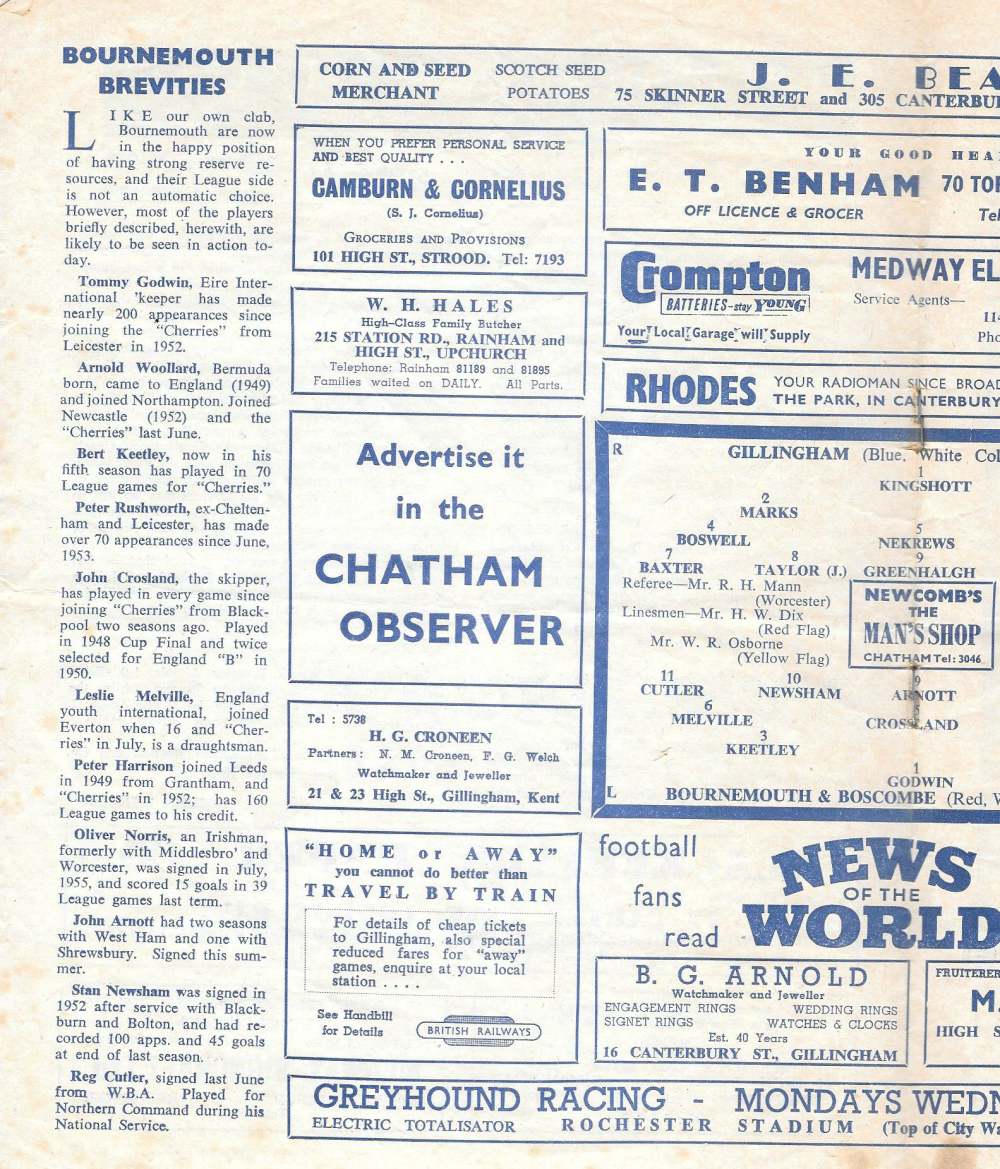 BOURNEMOUTH
BREVITIES
LIKE our own club,
Bournemouth are now
in the happy position
of having strong reserve re-
sources, and their League side
is not an automatic choice.
However, most of the players
briefly described, herewith, are
likely to be seen in action to-
day.
Tommy Godwin, Eire Inter-
national 'keeper has made
nearly 200 appearances since
joining the "Cherries" from
Leicester in 1952.
Arnold Woollard, Bermuda
born, came to England (1949)
and joined Northampton. Joined
Newcastle (1952) and the
"Cherries" last June.
Bert Keetley, now in his
fifth season has played in 70
League games for "Cherries."
Peter Rushworth, ex-Chelten-
ham and Leicester, has made
over 70 appearances since June,
1953.
John Crosland, the skipper,
has played in every game since
joining "Cherries" from Black-
pool two seasons ago. Played
in 1948 Cup Final and twice
selected for England "B" in
1950.
Leslie Melville, England
youth international, joined
Everton when 16 and "Cher-
ries" in July, is a draughtsman.
Peter Harrison joined Leeds
in 1949 from Grantham, and
"Cherries" in 1952; has 160
League games to his credit.
Oliver Norris, an Irishman,
formerly with Middlesbro' and
Worcester, was signed in July,
1955, and scored 15 goals in 39
League games last term.
John Arnott had two seasons
with West Ham and one with
Shrewsbury. Signed this sum-
mer.
Stan Newsham was signed in
1952 after service with Black-
burn and Bolton, and had re-
corded 100 apps. and 45 goals
at end of last season.
Reg Cutler, signed last June
from W.B.A. Played for
Northern Command during his
National Service.
CORN AND SEED MERCHANT
SCOTCH SEED POTATOES
J. E. BEA
75 SKINNER STREET and 305 CANTERBU
WHEN YOU PREFER PERSONAL SERVICE
AND BEST QUALITY . . .
CAMBURN & CORNELIUS
(S. J. Cornelius)
GROCERIES AND PROVISIONS
101 HIGH ST., STROOD. Tel: 7193
W. H. HALES
High-Class Family Butcher
215 STATION RD., RAINHAM and
HIGH ST., UPCHURCH
Telephone: Rainham 81189 and 81895
Families waited on DAILY. All Parts.
Advertise it
in the
CHATHAM
OBSERVER
Tel : 5738
H. G. CRONEEN
Partners: N. M. Croneen, F. G. Welch
Watchmaker and Jeweller
21 & 23 High St., Gillingham, Kent
"HOME or AWAY"
you cannot do better than
TRAVEL BY TRAIN
For details of cheap tickets
to Gillingham, also special
reduced fares for "away"
games, enquire at your local
station . . . .
See Handbill
for Details
BRITISH RAILWAYS
YOUR GOOD HEA
E. T. BENHAM 70 TOP
OFF LICENCE & GROCER Tel
Crompton
BATTERIES-stay YOUNG
Your Local Garage will Supply
MEDWAY EL
Service Agents—
114
Pho
RHODES
YOUR RADIOMAN SINCE BROAD
THE PARK, IN CANTERBURY
R GILLINGHAM (Blue, White Col
1
KINGSHOTT
2
MARKS
4 5
BOSWELL NEKREWS
7 8 9
BAXTER TAYLOR (J.) GREENHALGH
Referee—Mr. R. H. Mann
(Worcester)
Linesmen—Mr. H. W. Dix
(Red Flag)
Mr. W. R. Osborne
(Yellow Flag)
NEWCOMB'S
THE
MAN'S SHOP
CHATHAM Tel: 3046
11 10 9
CUTLER NEWSHAM ARNOTT
6 5
MELVILLE CROSSLAND
3
KEETLEY
1
GODWIN
L BOURNEMOUTH & BOSCOMBE (Red, W
football
fans
read
NEWS
OF THE
WORLD
B. G. ARNOLD
Watchmaker and Jeweller
ENGAGEMENT RINGS WEDDING RINGS
SIGNET RINGS WATCHES & CLOCKS
Est. 40 Years
16 CANTERBURY ST., GILLINGHAM
FRUITERER
M
HIGH S
GREYHOUND RACING - MONDAYS WEDN
ELECTRIC TOTALISATOR ROCHESTER STADIUM (Top of City Wa